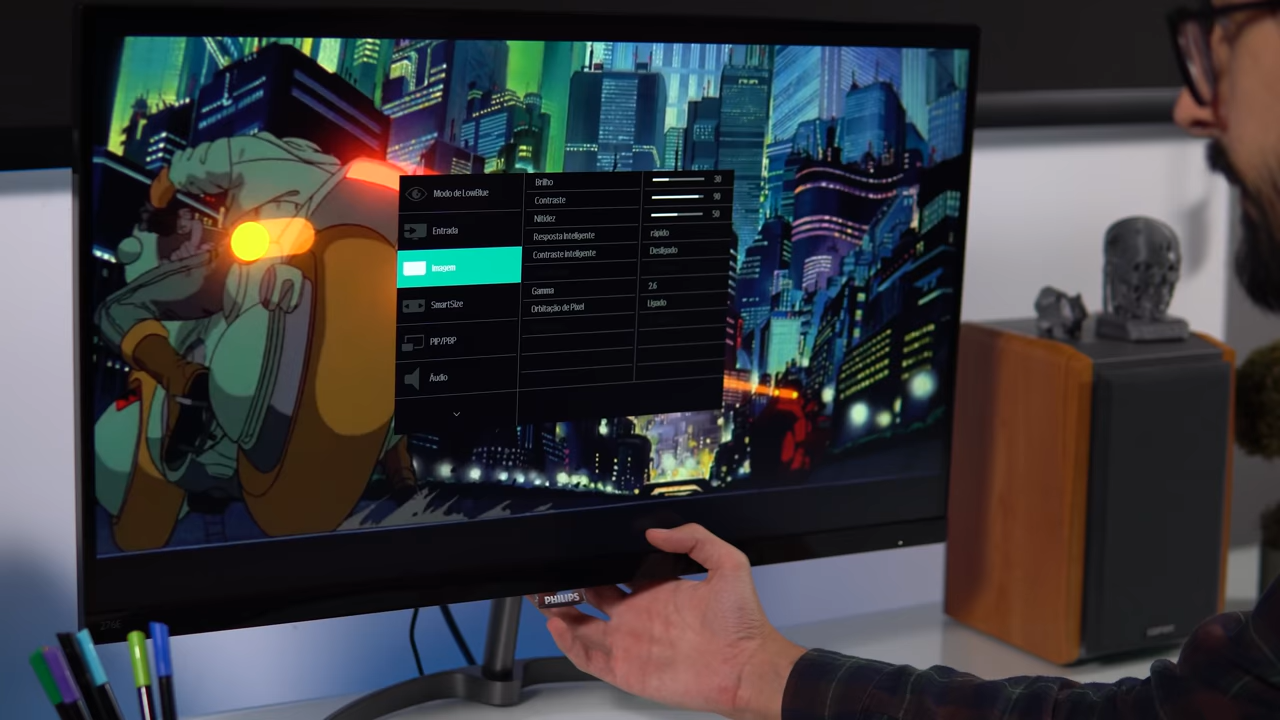 Modo de LowBlue
Entrada
Imagem
SmartSize
PIP/PBP
Áudio
Brilho 30
Contraste 90
Nitidez 50
Resposta Inteligente rápido
Contraste Inteligente Desligado
Gamma 2.6
Orbitação de Pixel Ligado
PHILIPS
276E